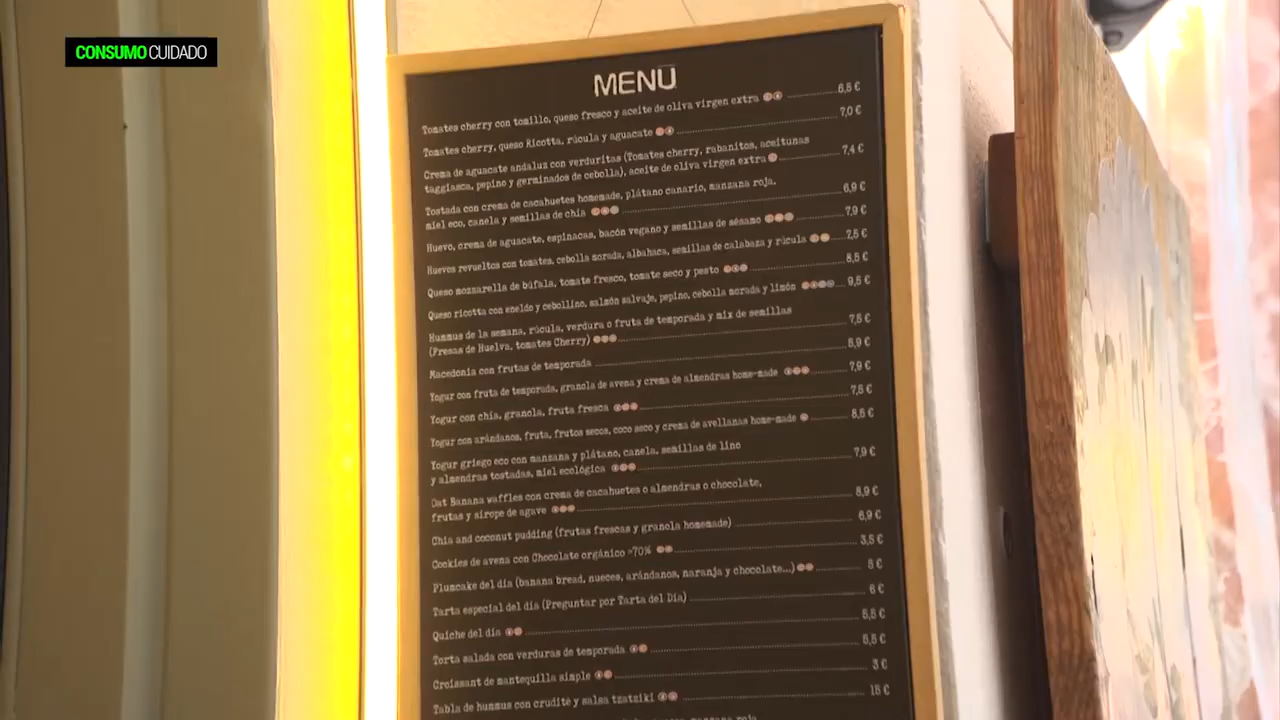 CONSUMO CUIDADO
MENÚ
Tomates cherry con tomillo, queso fresco y aceite de oliva virgen extra 6,8 €
Tomates cherry, queso Ricotta, rúcula y aguacate 7,0 €
Crema de aguacate andaluz con verduritas (Tomates cherry, rabanitos, aceitunas
taggiasca, pepino y germinados de cebolla), aceite de oliva virgen extra 7,4 €
Tostada con crema de cacahuetes homemade, plátano canario, manzana roja,
miel eco, canela y semillas de chía 6,9 €
Huevo, crema de aguacate, espinacas, bacón vegano y semillas de sésamo 7,9 €
Huevos revueltos con tomates, cebolla morada, albahaca, semillas de calabaza y rúcula 7,5 €
Queso mozzarella de búfala, tomate fresco, tomate seco y pesto 8,5 €
Queso ricotta con eneldo y cebollino, salmón salvaje, pepino, cebolla morada y limón 9,5 €
Hummus de la semana, rúcula, verdura o fruta de temporada y mix de semillas
(Fresas de Huelva, tomates Cherry) 7,5 €
Macedonia con frutas de temporada 8,9 €
Yogur con fruta de temporada, granola de avena y crema de almendras home-made 7,9 €
Yogur con chía, granola, fruta fresca 7,5 €
Yogur con arándanos, fruta, frutos secos, coco seco y crema de avellanas home-made 8,5 €
Yogur griego eco con manzana y plátano, canela, semillas de lino
y almendras tostadas, miel ecológica 7,9 €
Oat Banana waffles con crema de cacahuetes o almendras o chocolate,
frutas y sirope de agave 8,9 €
Chia and coconut pudding (frutas frescas y granola homemade) 6,9 €
Cookies de avena con Chocolate orgánico >70% 3,5 €
Plumcake del día (banana bread, nueces, arándanos, naranja y chocolate...) 5 €
Tarta especial del día (Preguntar por Tarta del Día) 6 €
Quiche del día 5,5 €
Torta salada con verduras de temporada 5,5 €
Croissant de mantequilla simple 3 €
Tabla de hummus con crudité y salsa tzatziki 15 €
manzana roja,